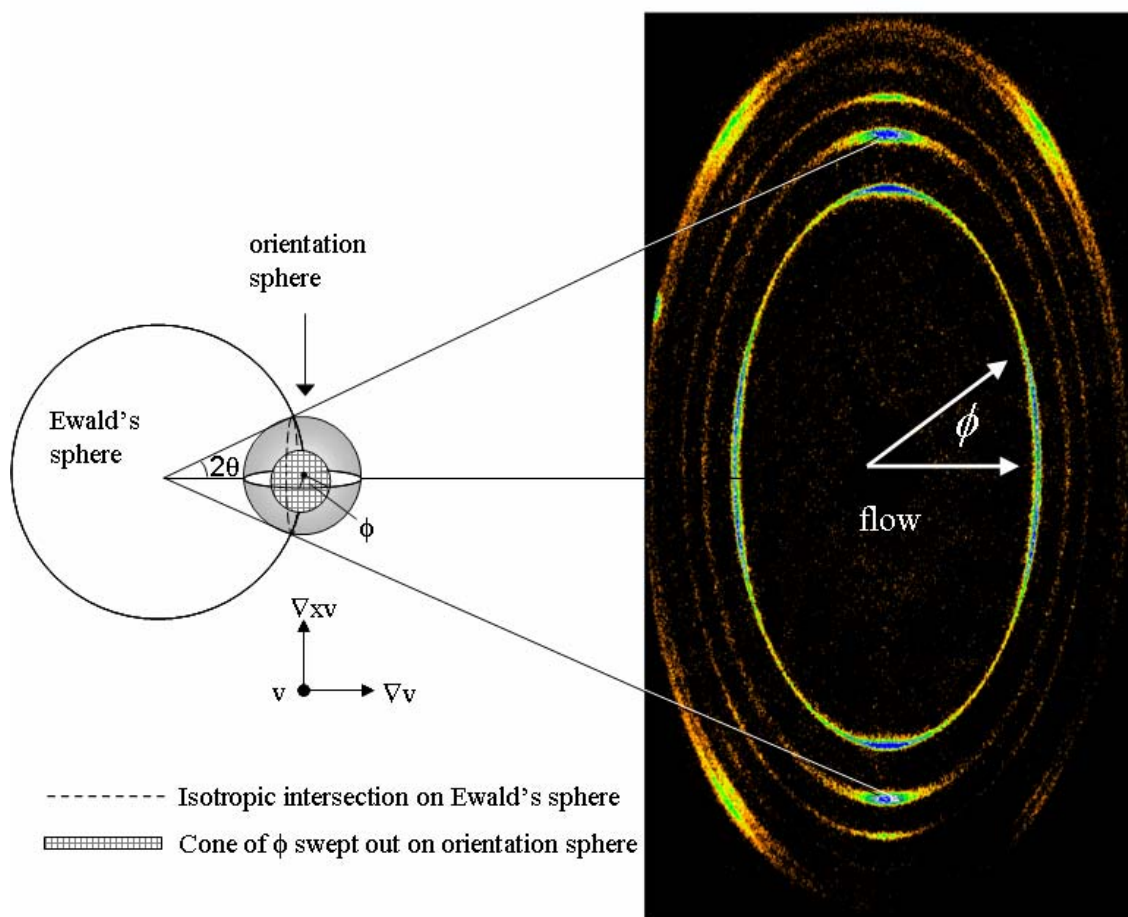 orientation
sphere
Ewald's
sphere
2θ
ϕ
∇xv
v
∇v
Isotropic intersection on Ewald's sphere
Cone of ϕ swept out on orientation sphere
ϕ
flow